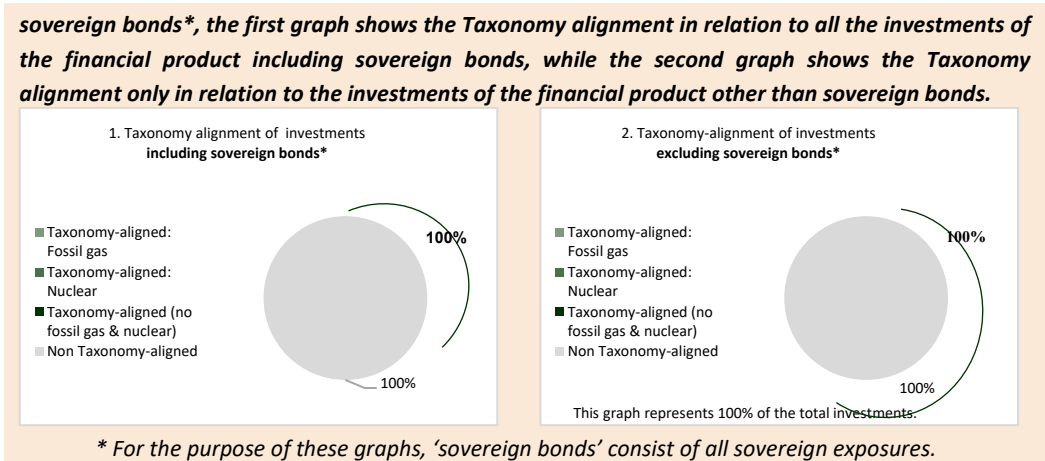 sovereign bonds*, the first graph shows the Taxonomy alignment in relation to all the investments of
the financial product including sovereign bonds, while the second graph shows the Taxonomy
alignment only in relation to the investments of the financial product other than sovereign bonds.
1. Taxonomy alignment of investments
including sovereign bonds*
Taxonomy-aligned:
Fossil gas
Taxonomy-aligned:
Nuclear
Taxonomy-aligned (no
fossil gas & nuclear)
Non Taxonomy-aligned
100%
100%
2. Taxonomy-alignment of investments
excluding sovereign bonds*
Taxonomy-aligned:
Fossil gas
Taxonomy-aligned:
Nuclear
Taxonomy-aligned (no
fossil gas & nuclear)
Non Taxonomy-aligned
100%
100%
This graph represents 100% of the total investments.
* For the purpose of these graphs, ‘sovereign bonds’ consist of all sovereign exposures.